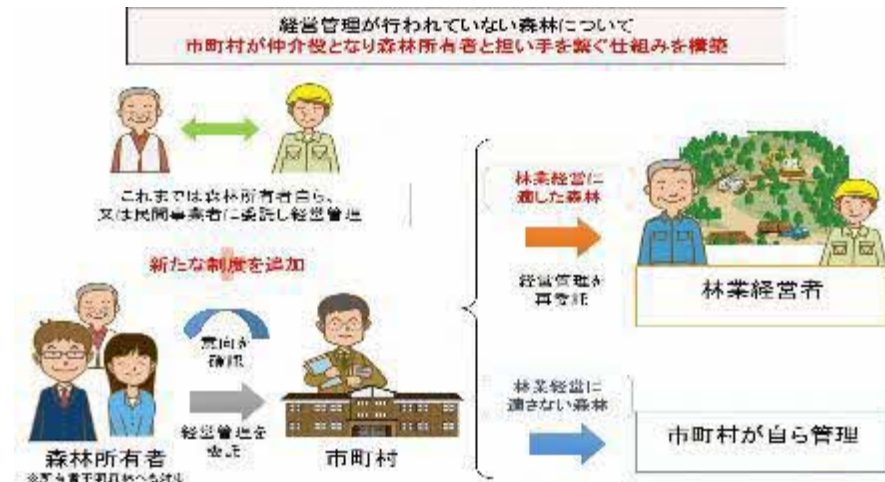 経営管理が行われていない森林について
市町村が仲介役となり森林所有者と担い手を繋ぐ仕組みを構築
これまでは森林所有者自ら、
又は民間事業者に委託し経営管理
新たな制度を追加
意向を
確認
経営管理を
委託
森林所有者
市町村
林業経営に
適した森林
経営管理を
再委託
林業経営者
林業経営に
適さない森林
市町村が自ら管理